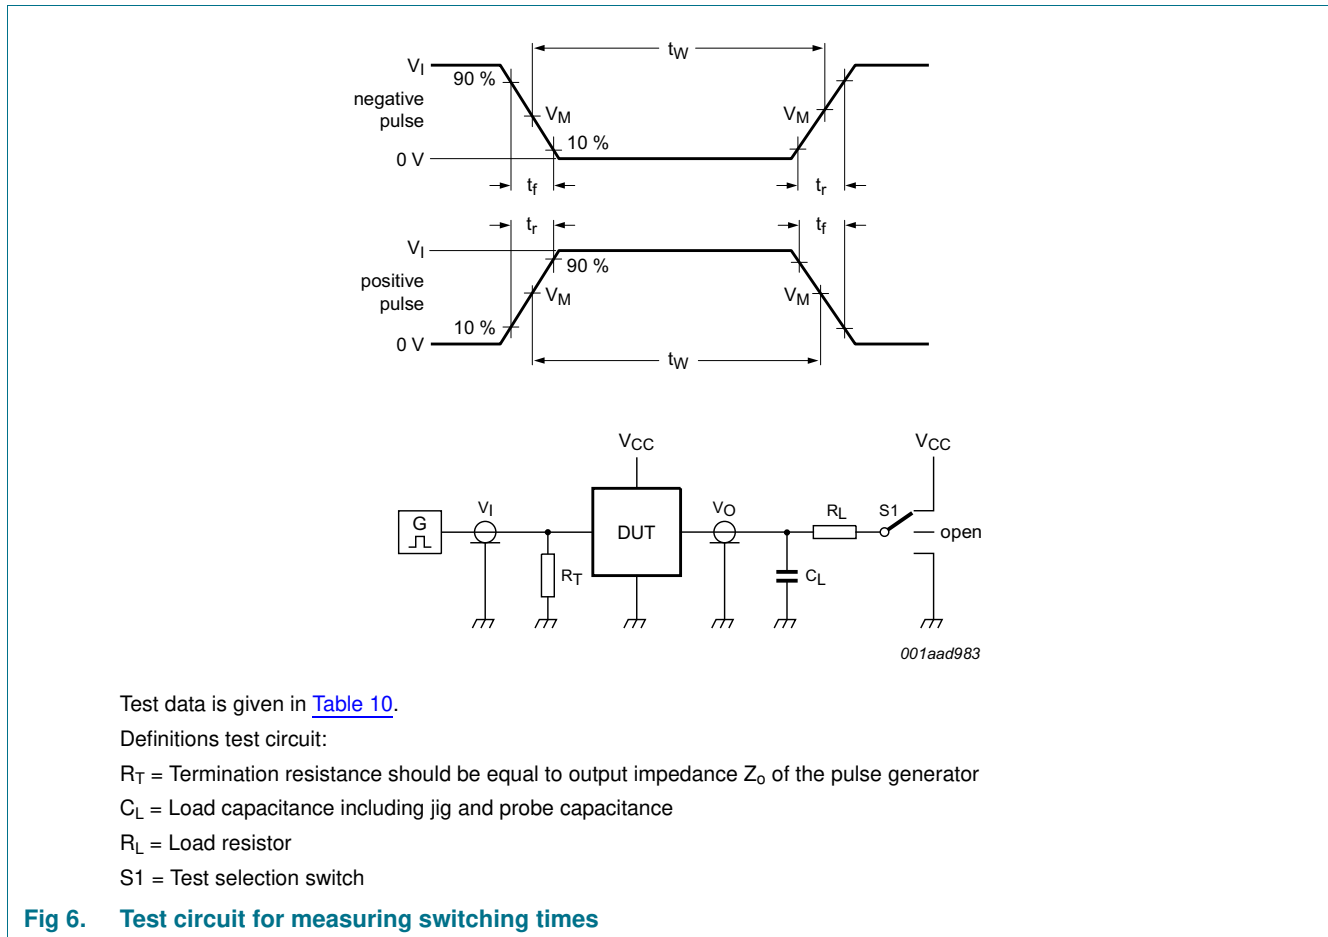 tW
VI
90 %
negative
pulse
VM
VM
10 %
0 V
tf
tr
tr
tf
VI
90 %
positive
pulse
VM
VM
10 %
0 V
tW
VCC
VCC
G
VI
DUT
VO
RL
S1
open
RT
CL
001aad983
Test data is given in Table 10.
Definitions test circuit:
RT = Termination resistance should be equal to output impedance Zo of the pulse generator
CL = Load capacitance including jig and probe capacitance
RL = Load resistor
S1 = Test selection switch
Fig 6. Test circuit for measuring switching times